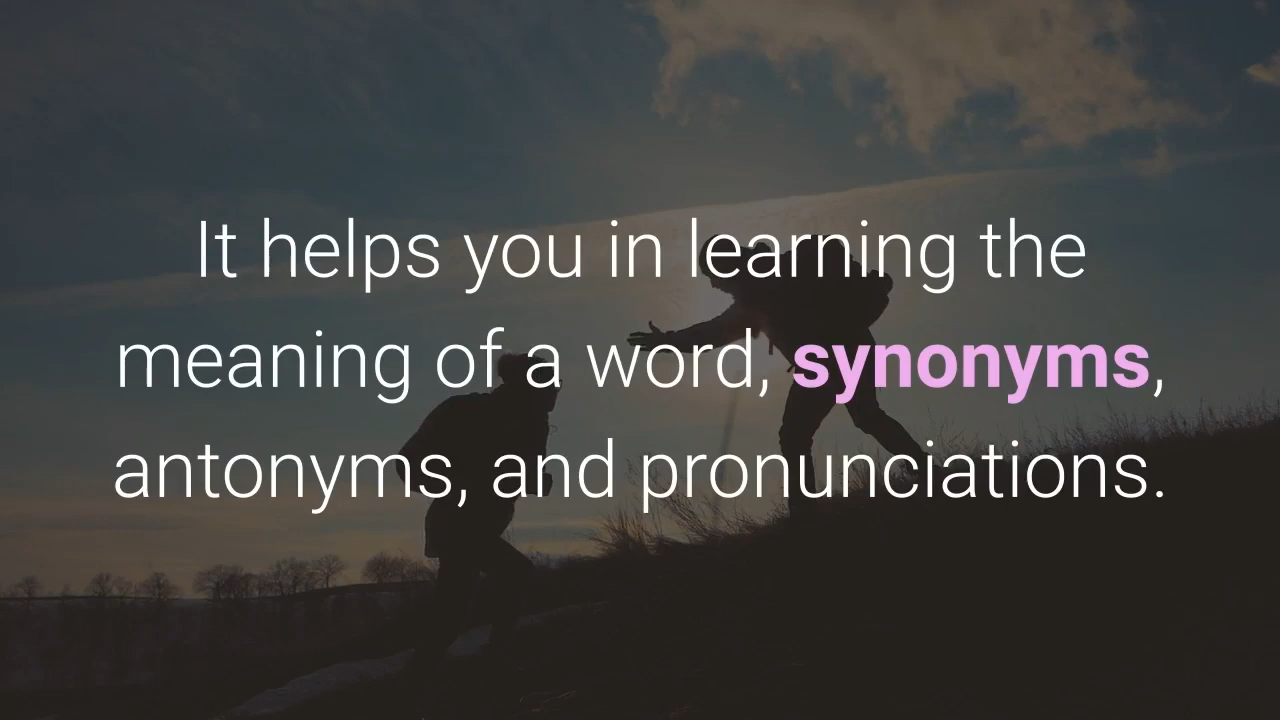 It helps you in learning the
meaning of a word, synonyms,
antonyms, and pronunciations.